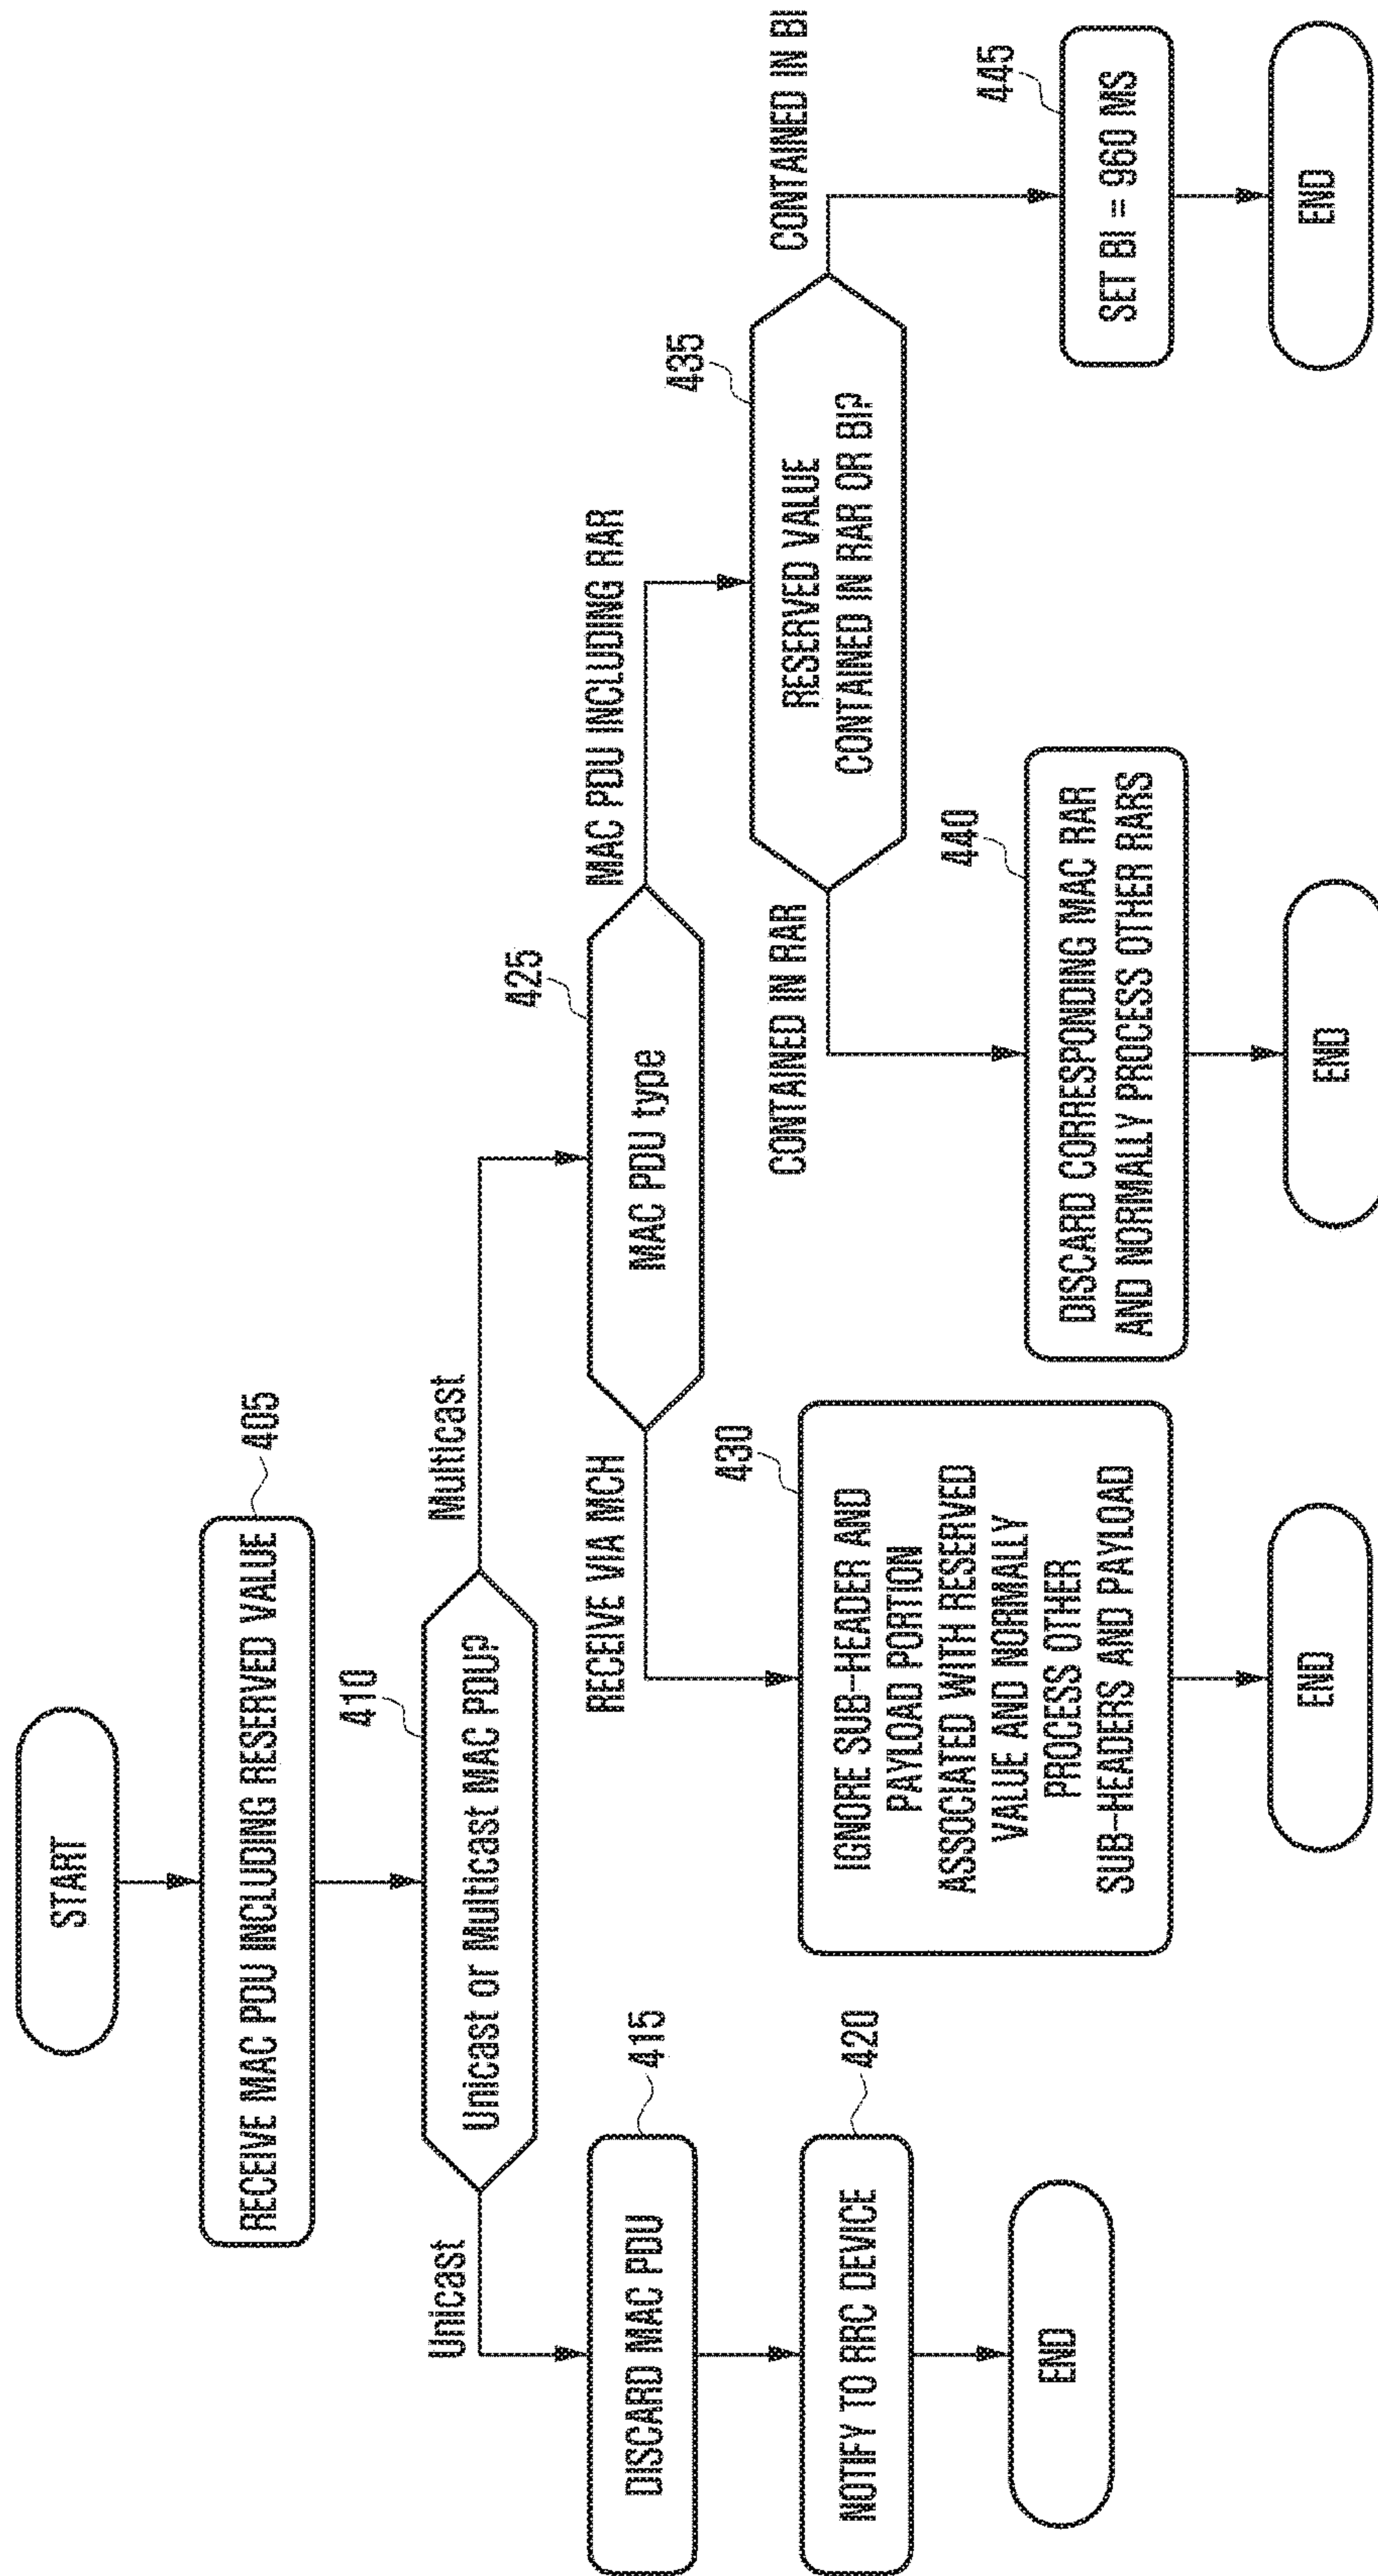 START
RECEIVE MAC PDU INCLUDING RESERVED VALUE
405
Unicast or Multicast MAC PDU?
410
Unicast
Multicast
DISCARD MAC PDU
415
NOTIFY TO RRC DEVICE
420
END
MAC PDU type
425
RECEIVE VIA MCH
MAC PDU INCLUDING RAR
IGNORE SUB-HEADER AND
PAYLOAD PORTION
ASSOCIATED WITH RESERVED
VALUE AND NORMALLY
PROCESS OTHER
SUB-HEADERS AND PAYLOAD
430
END
RESERVED VALUE
CONTAINED IN RAR OR BI?
435
CONTAINED IN RAR
CONTAINED IN BI
DISCARD CORRESPONDING MAC RAR
AND NORMALLY PROCESS OTHER RARS
440
END
SET BI = 960 MS
445
END